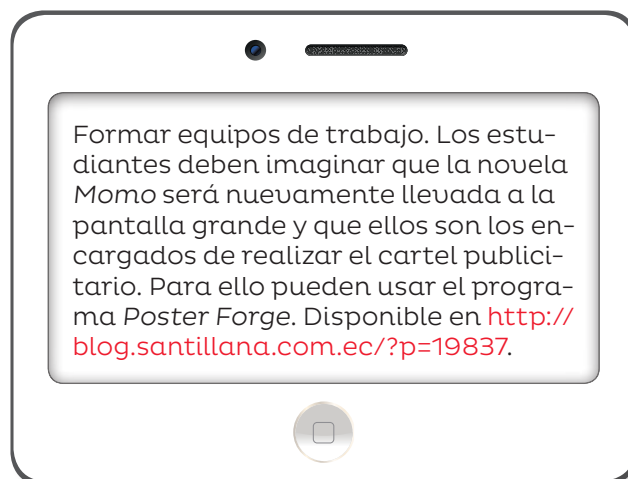 Formar equipos de trabajo. Los estu-
diantes deben imaginar que la novela
Momo será nuevamente llevada a la
pantalla grande y que ellos son los en-
cargados de realizar el cartel publici-
tario. Para ello pueden usar el progra-
ma Poster Forge. Disponible en http://
blog.santillana.com.ec/?p=19837.